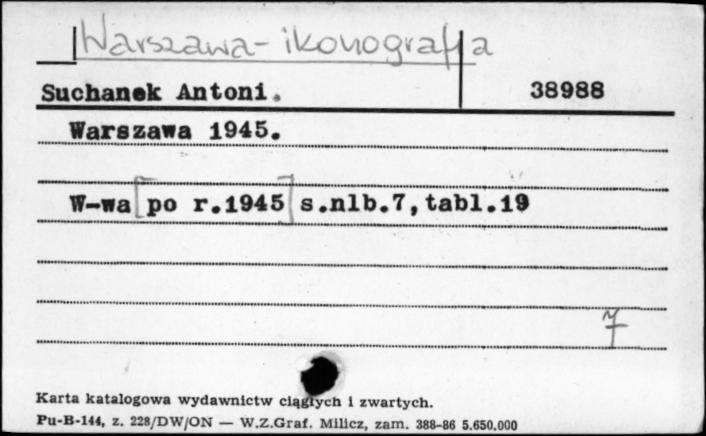 Warszawa - ikonografia
Suchanek Antoni. 38988
Warszawa 1945.
W-wa [po r.1945] s.nlb.7,tabl.19
7
Karta katalogowa wydawnictw ciągłych i zwartych.
Pu-B-144, z. 228/DW/ON — W.Z.Graf. Milicz, zam. 388-86 5.650.000